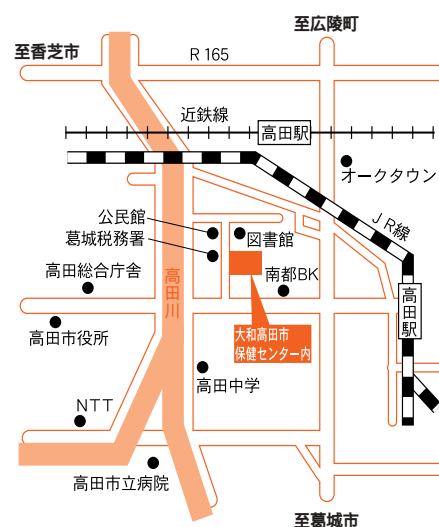 至広陵町
至香芝市
R 165
近鉄線
高田駅
オークタウン
JR線
公民館
図書館
葛城税務署
高田総合庁舎
南都BK
高田川
高田駅
高田市役所
大和高田市
保健センター内
高田中学
NTT
高田市立病院
至葛城市